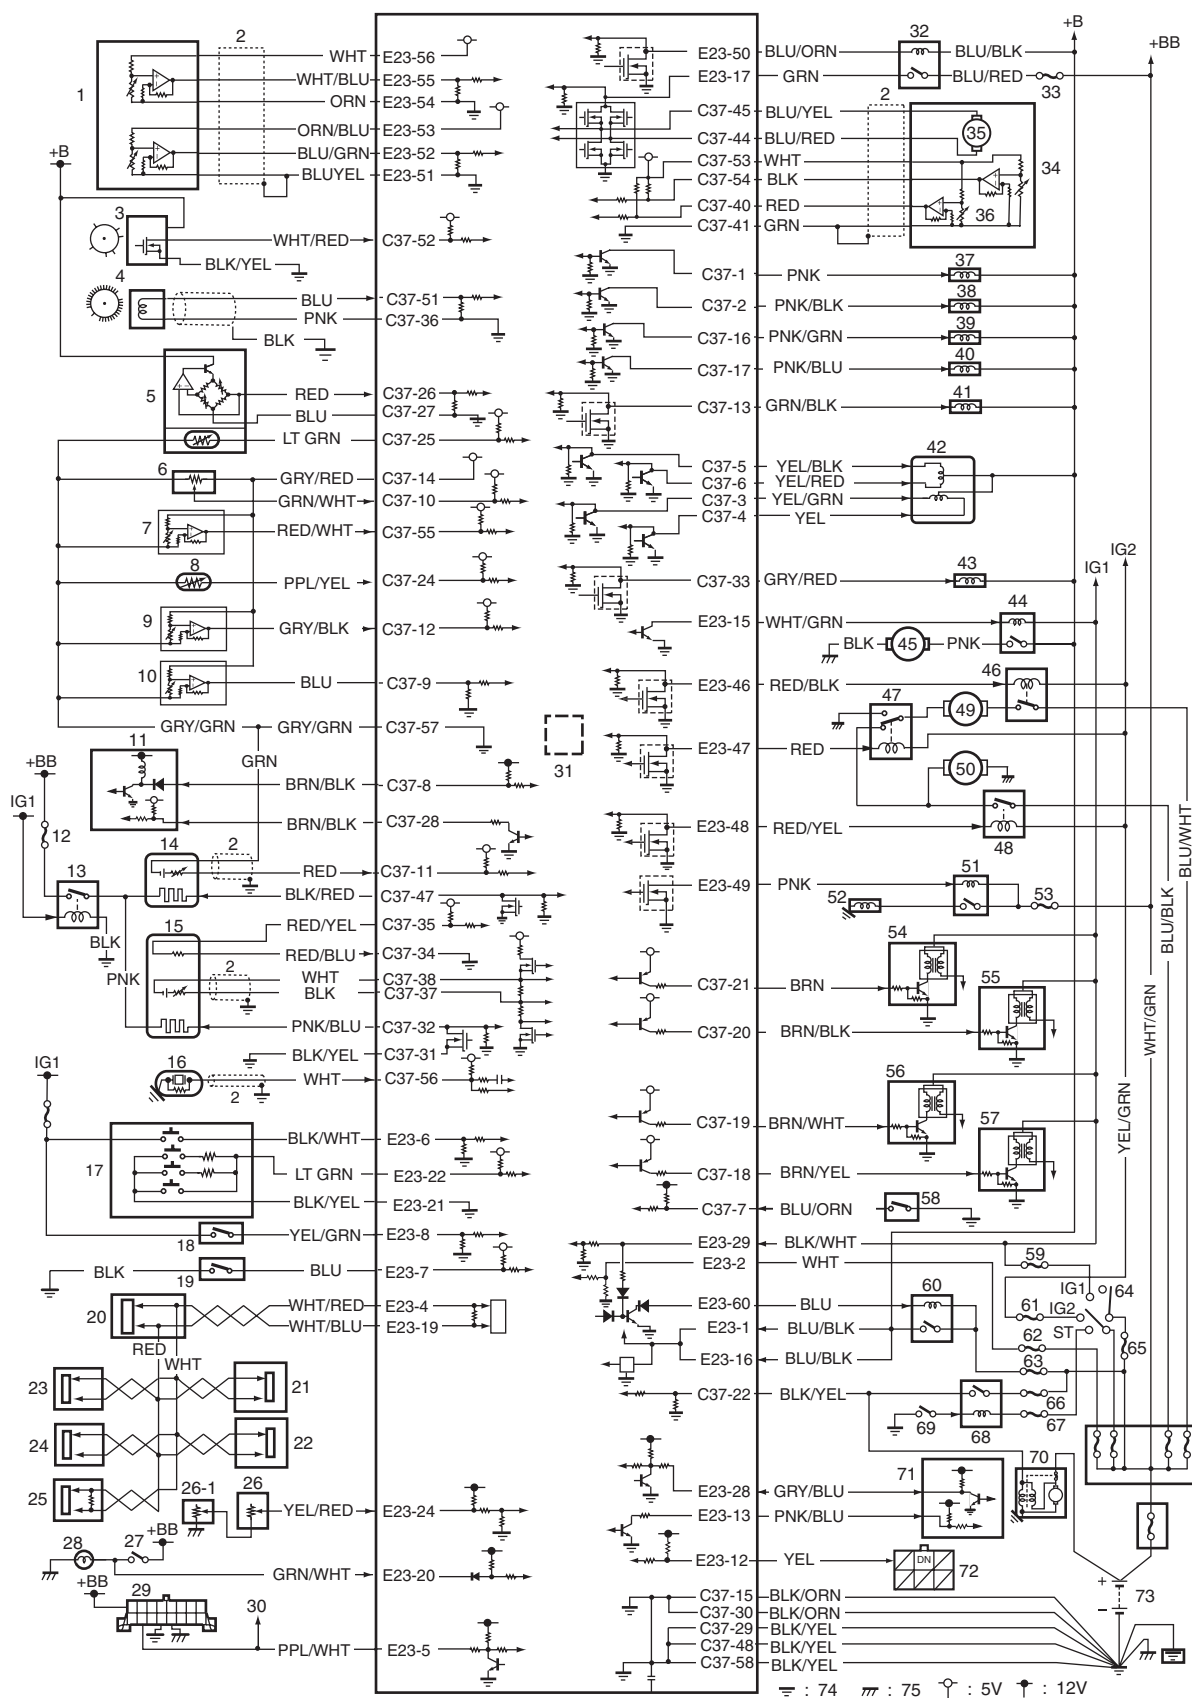 +B
+BB
2
WHT E23-56
WHT/BLU E23-55
1
ORN E23-54
ORN/BLU E23-53
BLU/GRN E23-52
BLUYEL E23-51
+B
3
WHT/RED C37-52
BLK/YEL
4
BLU C37-51
PNK C37-36
BLK
5
RED C37-26
BLU C37-27
LT GRN C37-25
6
GRY/RED C37-14
GRN/WHT C37-10
7
RED/WHT C37-55
8
PPL/YEL C37-24
9
GRY/BLK C37-12
10
BLU C37-9
GRY/GRN GRY/GRN C37-57
GRN
11
+BB
BRN/BLK C37-8
IG1
12
BRN/BLK C37-28
14
2
13
RED C37-11
BLK/RED C37-47
15
BLK
RED/YEL C37-35
RED/BLU C37-34
PNK
2
WHT C37-38
BLK C37-37
PNK/BLU C37-32
BLK/YEL C37-31
IG1
16
WHT C37-56
2
BLK/WHT E23-6
17
LT GRN E23-22
BLK/YEL E23-21
18
YEL/GRN E23-8
BLK
19
BLU E23-7
20
WHT/RED E23-4
WHT/BLU E23-19
RED
WHT
23
21
24
22
25
26-1
26
YEL/RED E23-24
28
27
+BB
GRN/WHT E23-20
+BB
29
30
PPL/WHT E23-5
31
E23-50 BLU/ORN
32
BLU/BLK
E23-17 GRN
BLU/RED
33
2
C37-45 BLU/YEL
35
C37-44 BLU/RED
C37-53 WHT
34
C37-54 BLK
C37-40 RED
36
C37-41 GRN
C37-1 PNK
37
C37-2 PNK/BLK
38
C37-16 PNK/GRN
39
C37-17 PNK/BLU
40
C37-13 GRN/BLK
41
42
C37-5 YEL/BLK
C37-6 YEL/RED
C37-3 YEL/GRN
C37-4 YEL
IG2
IG1
C37-33 GRY/RED
43
E23-15 WHT/GRN
44
BLK
45
PNK
46
E23-46 RED/BLK
47
49
E23-47 RED
50
E23-48 RED/YEL
48
BLU/WHT
E23-49 PNK
51
52
53
BLU/BLK
54
C37-21 BRN
55
C37-20 BRN/BLK
WHT/GRN
56
C37-19 BRN/WHT
57
YEL/GRN
C37-18 BRN/YEL
C37-7 BLU/ORN
58
E23-29 BLK/WHT
59
E23-2 WHT
60
IG1
64
E23-60 BLU
61
IG2
E23-1 BLU/BLK
ST
62
65
E23-16 BLU/BLK
63
C37-22 BLK/YEL
66
69
68
67
70
71
E23-28 GRY/BLU
E23-13 PNK/BLU
DN
E23-12 YEL
72
+
73
–
C37-15 BLK/ORN
C37-30 BLK/ORN
C37-29 BLK/YEL
C37-48 BLK/YEL
C37-58 BLK/YEL
: 74 : 75 : 5V : 12V